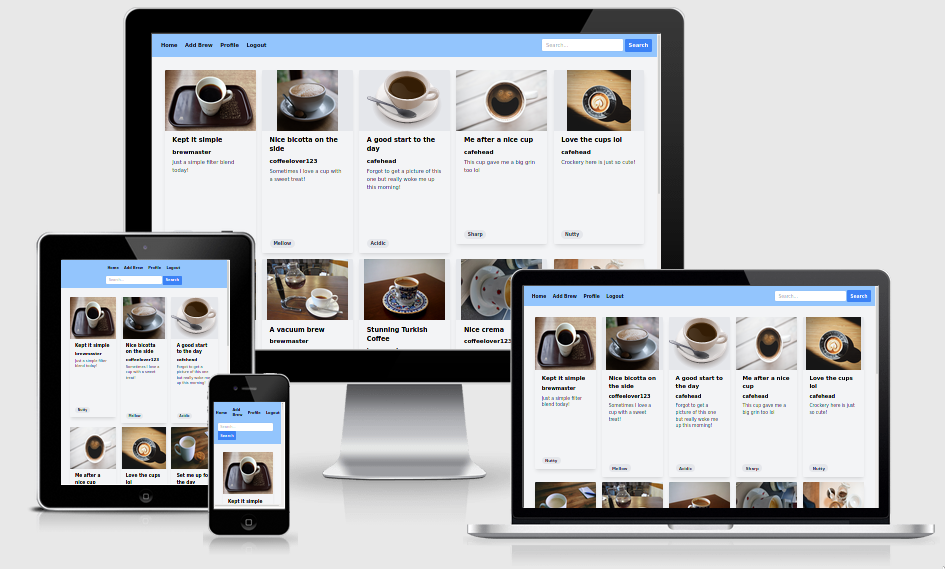 Home Add Brew Profile Logout
Search...
Search
Kept it simple
brewmaster
Just a simple filter blend
today!
Nice bicotta on the
side
coffeelover123
Sometimes I love a cup with
a sweet treat!
Mellow
A good start to the
day
cafehead
Forgot to get a picture of this
one but really woke me up
this morning!
Acidic
Me after a nice cup
cafehead
This cup gave me a big grin
too lol
Sharp
Love the cups lol
cafehead
Crockery here is just so cute!
Nutty
A vacuum brew
brewmaster
Stunning Turkish
Coffee
Nice crema
Home Add Brew Profile Logout
Search...
Search
Kept it simple
brewmaster
Just a simple filter
blend today!
Nutty
Nice bicotta
on the side
coffeelover123
Sometimes I love a
cup with a sweet
treat!
Mellow
A good start
to the day
cafehead
Forgot to get a
picture of this one
but really woke me
up this morning!
Acidic
Me after a
nice cup
Love the cups
lol
Set me up fo
the day
Home Add
Brew Profile Logout
Search...
Search
Kept it simple
Home Add Brew Profile Logout
Search...
Search
Kept it simple
brewmaster
Just a simple filter
blend today!
Nutty
Nice bicotta on
the side
coffeelover123
Sometimes I love a
cup with a sweet
treat!
Mellow
A good start to
the day
cafehead
Forgot to get a
picture of this one
but really woke me
up this morning!
Acidic
Me after a nice
cup
cafehead
This cup gave me a
big grin too lol
Sharp
Love the cups
lol
cafehead
Crockery here is just
so cute!
Nutty